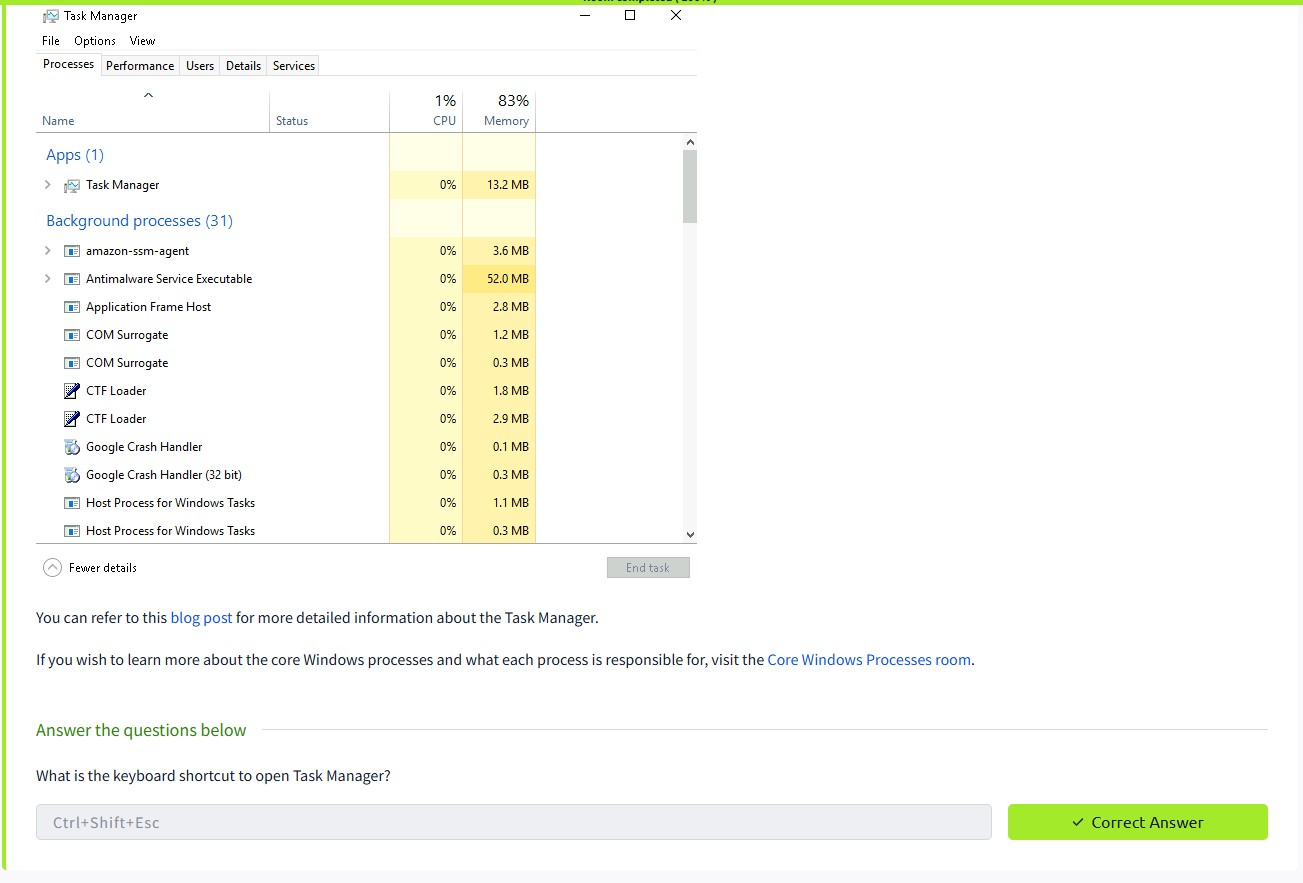 Room completed ( 100% )
Task Manager
File Options View
Processes Performance Users Details Services
1% 83%
Name Status CPU Memory
Apps (1)
Task Manager 0% 13.2 MB
Background processes (31)
amazon-ssm-agent 0% 3.6 MB
Antimalware Service Executable 0% 52.0 MB
Application Frame Host 0% 2.8 MB
COM Surrogate 0% 1.2 MB
COM Surrogate 0% 0.3 MB
CTF Loader 0% 1.8 MB
CTF Loader 0% 2.9 MB
Google Crash Handler 0% 0.1 MB
Google Crash Handler (32 bit) 0% 0.3 MB
Host Process for Windows Tasks 0% 1.1 MB
Host Process for Windows Tasks 0% 0.3 MB
Fewer details End task
You can refer to this blog post for more detailed information about the Task Manager.
If you wish to learn more about the core Windows processes and what each process is responsible for, visit the Core Windows Processes room.
Answer the questions below
What is the keyboard shortcut to open Task Manager?
Ctrl+Shift+Esc Correct Answer